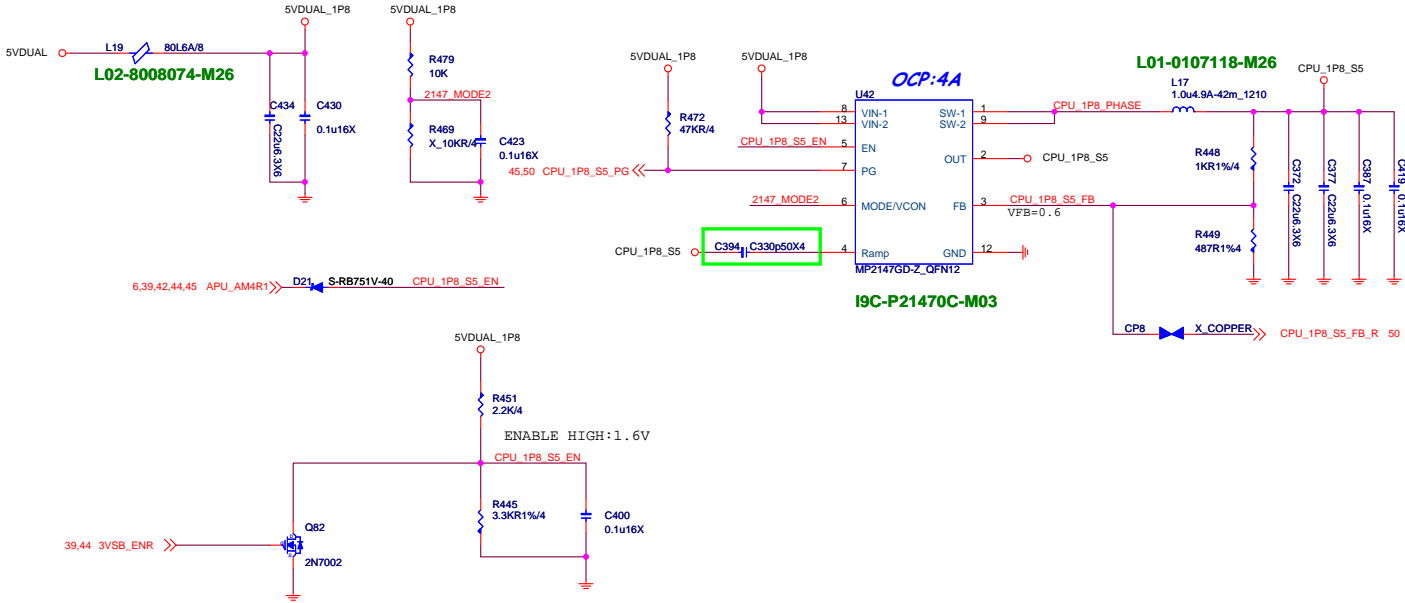 5VDUAL
L19
80L6A/8
L02-8008074-M26
5VDUAL_1P8
C434
C22u6.3X6
C430
0.1u16X
5VDUAL_1P8
R479
10K
2147_MODE2
R469
X_10KR/4
C423
0.1u16X
5VDUAL_1P8
R472
47KR/4
45,50 CPU_1P8_S5_PG
5VDUAL_1P8
OCP:4A
U42
8 VIN-1
13 VIN-2
CPU_1P8_S5_EN
5 EN
7 PG
2147_MODE2
6 MODE/VCON
CPU_1P8_S5
C394
C330p50X4
4 Ramp
SW-1 1
SW-2 9
OUT 2
CPU_1P8_S5
FB 3
GND 12
MP2147GD-Z_QFN12
I9C-P21470C-M03
CPU_1P8_PHASE
L01-0107118-M26
L17
1.0u4.9A-42m_1210
CPU_1P8_S5
CPU_1P8_S5_FB
VFB=0.6
R448
1KR1%/4
R449
487R1%4
C372
C22u6.3X6
C377
C22u6.3X6
C387
0.1u16X
C419
0.1u16X
CP8
X_COPPER
CPU_1P8_S5_FB_R 50
6,39,42,44,45 APU_AM4R1
D21
S-RB751V-40
CPU_1P8_S5_EN
5VDUAL_1P8
R451
2.2K/4
ENABLE HIGH:1.6V
CPU_1P8_S5_EN
R445
3.3KR1%/4
C400
0.1u16X
39,44 3VSB_ENR
Q82
2N7002